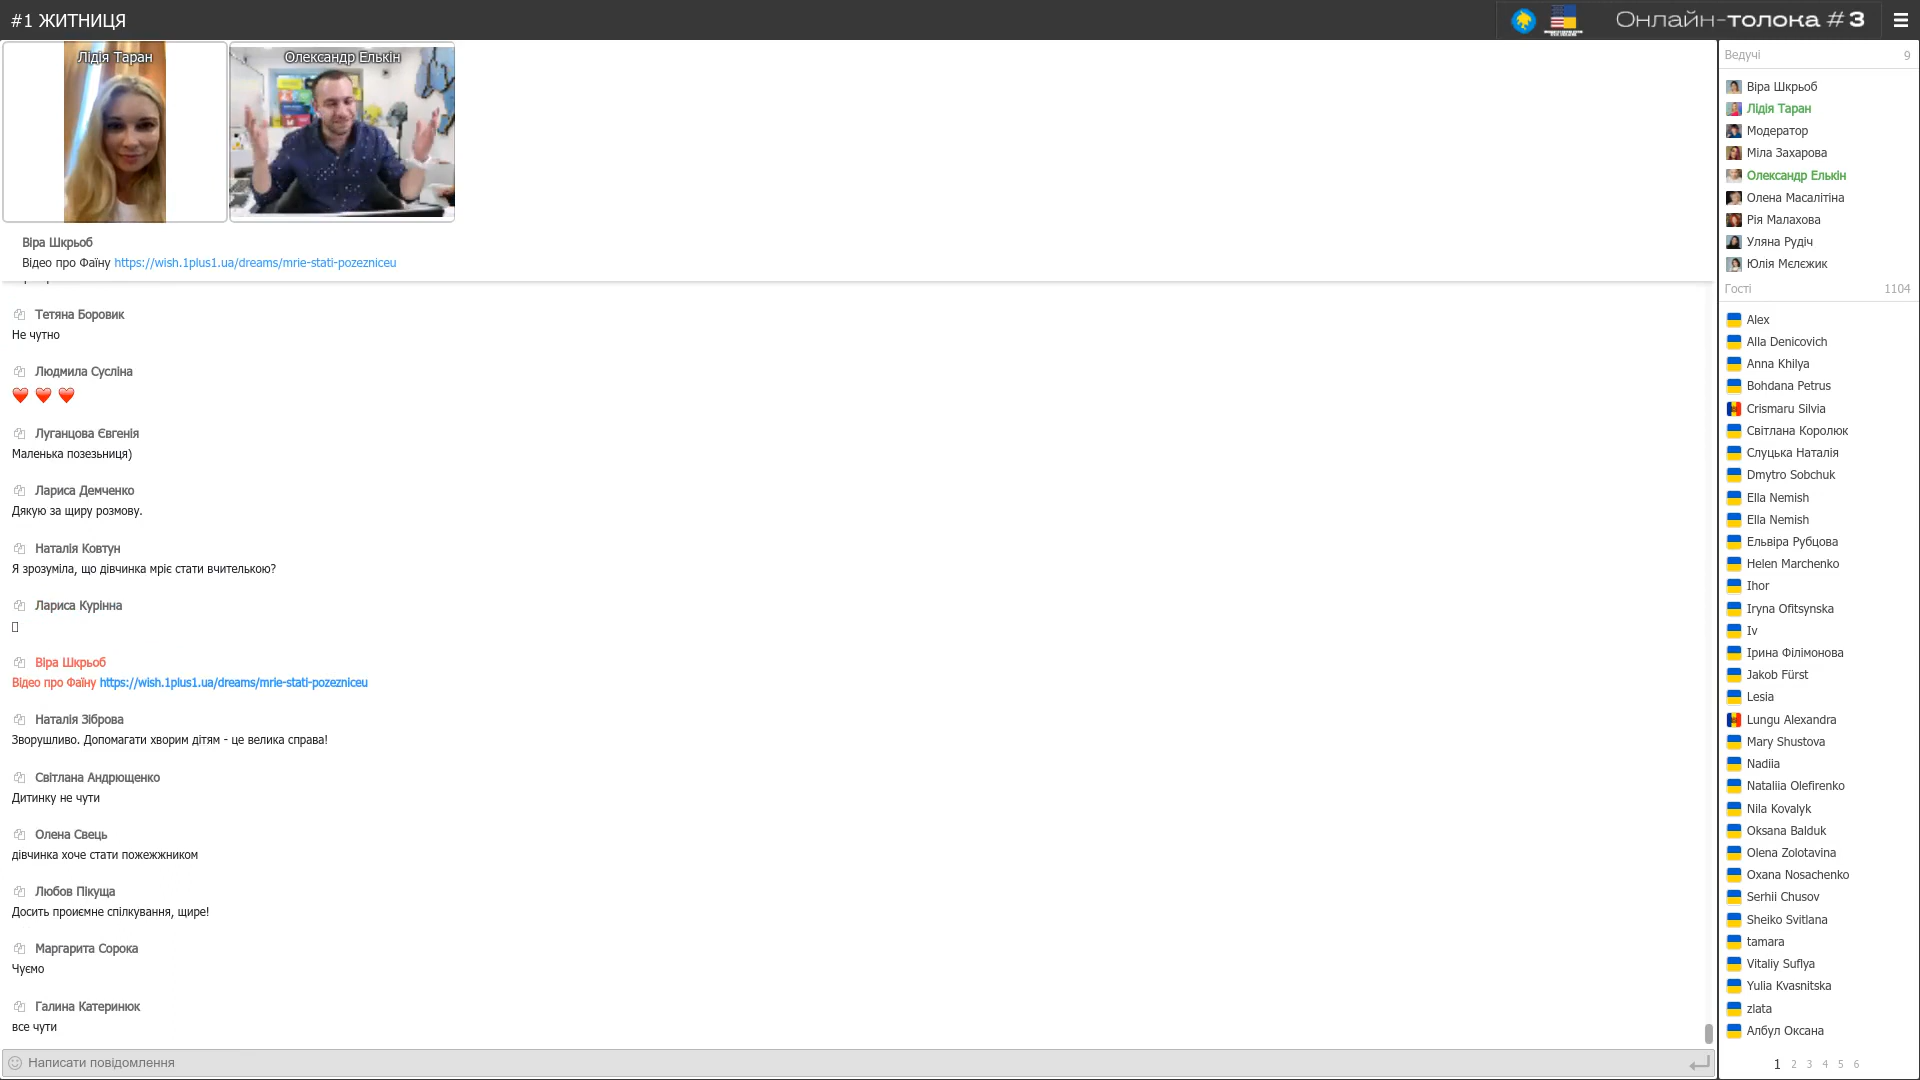 #1 ЖИТНИЦЯ
Онлайн-толока #3
Лідія Таран
Олександр Елькін
Віра Шкрьоб
Відео про Фаїну https://wish.1plus1.ua/dreams/mrie-stati-pozezniceu
Тетяна Боровик
Не чутно
Людмила Сусліна
Луганцова Євгенія
Маленька позезьниця)
Лариса Демченко
Дякую за щиру розмову.
Наталія Ковтун
Я зрозуміла, що дівчинка мріє стати вчителькою?
Лариса Курінна
Віра Шкрьоб
Відео про Фаїну https://wish.1plus1.ua/dreams/mrie-stati-pozezniceu
Наталія Зіброва
Зворушливо. Допомагати хворим дітям - це велика справа!
Світлана Андрющенко
Дитинку не чути
Олена Свець
дівчинка хоче стати пожежжником
Любов Пікуща
Досить проиємне спілкування, щире!
Маргарита Сорока
Чуємо
Галина Катеринюк
все чути
Написати повідомлення
Ведучі 9
Віра Шкрьоб
Лідія Таран
Модератор
Міла Захарова
Олександр Елькін
Олена Масалітіна
Рія Малахова
Уляна Рудіч
Юлія Мєлєжик
Гості 1104
Alex
Alla Denicovich
Anna Khilya
Bohdana Petrus
Crismaru Silvia
Світлана Королюк
Слуцька Наталія
Dmytro Sobchuk
Ella Nemish
Ella Nemish
Ельвіра Рубцова
Helen Marchenko
Ihor
Iryna Ofitsynska
Iv
Ірина Філімонова
Jakob Fürst
Lesia
Lungu Alexandra
Mary Shustova
Nadiia
Nataliia Olefirenko
Nila Kovalyk
Oksana Balduk
Olena Zolotavina
Oxana Nosachenko
Serhii Chusov
Sheiko Svitlana
tamara
Vitaliy Suflya
Yulia Kvasnitska
zlata
Албул Оксана
1 2 3 4 5 6